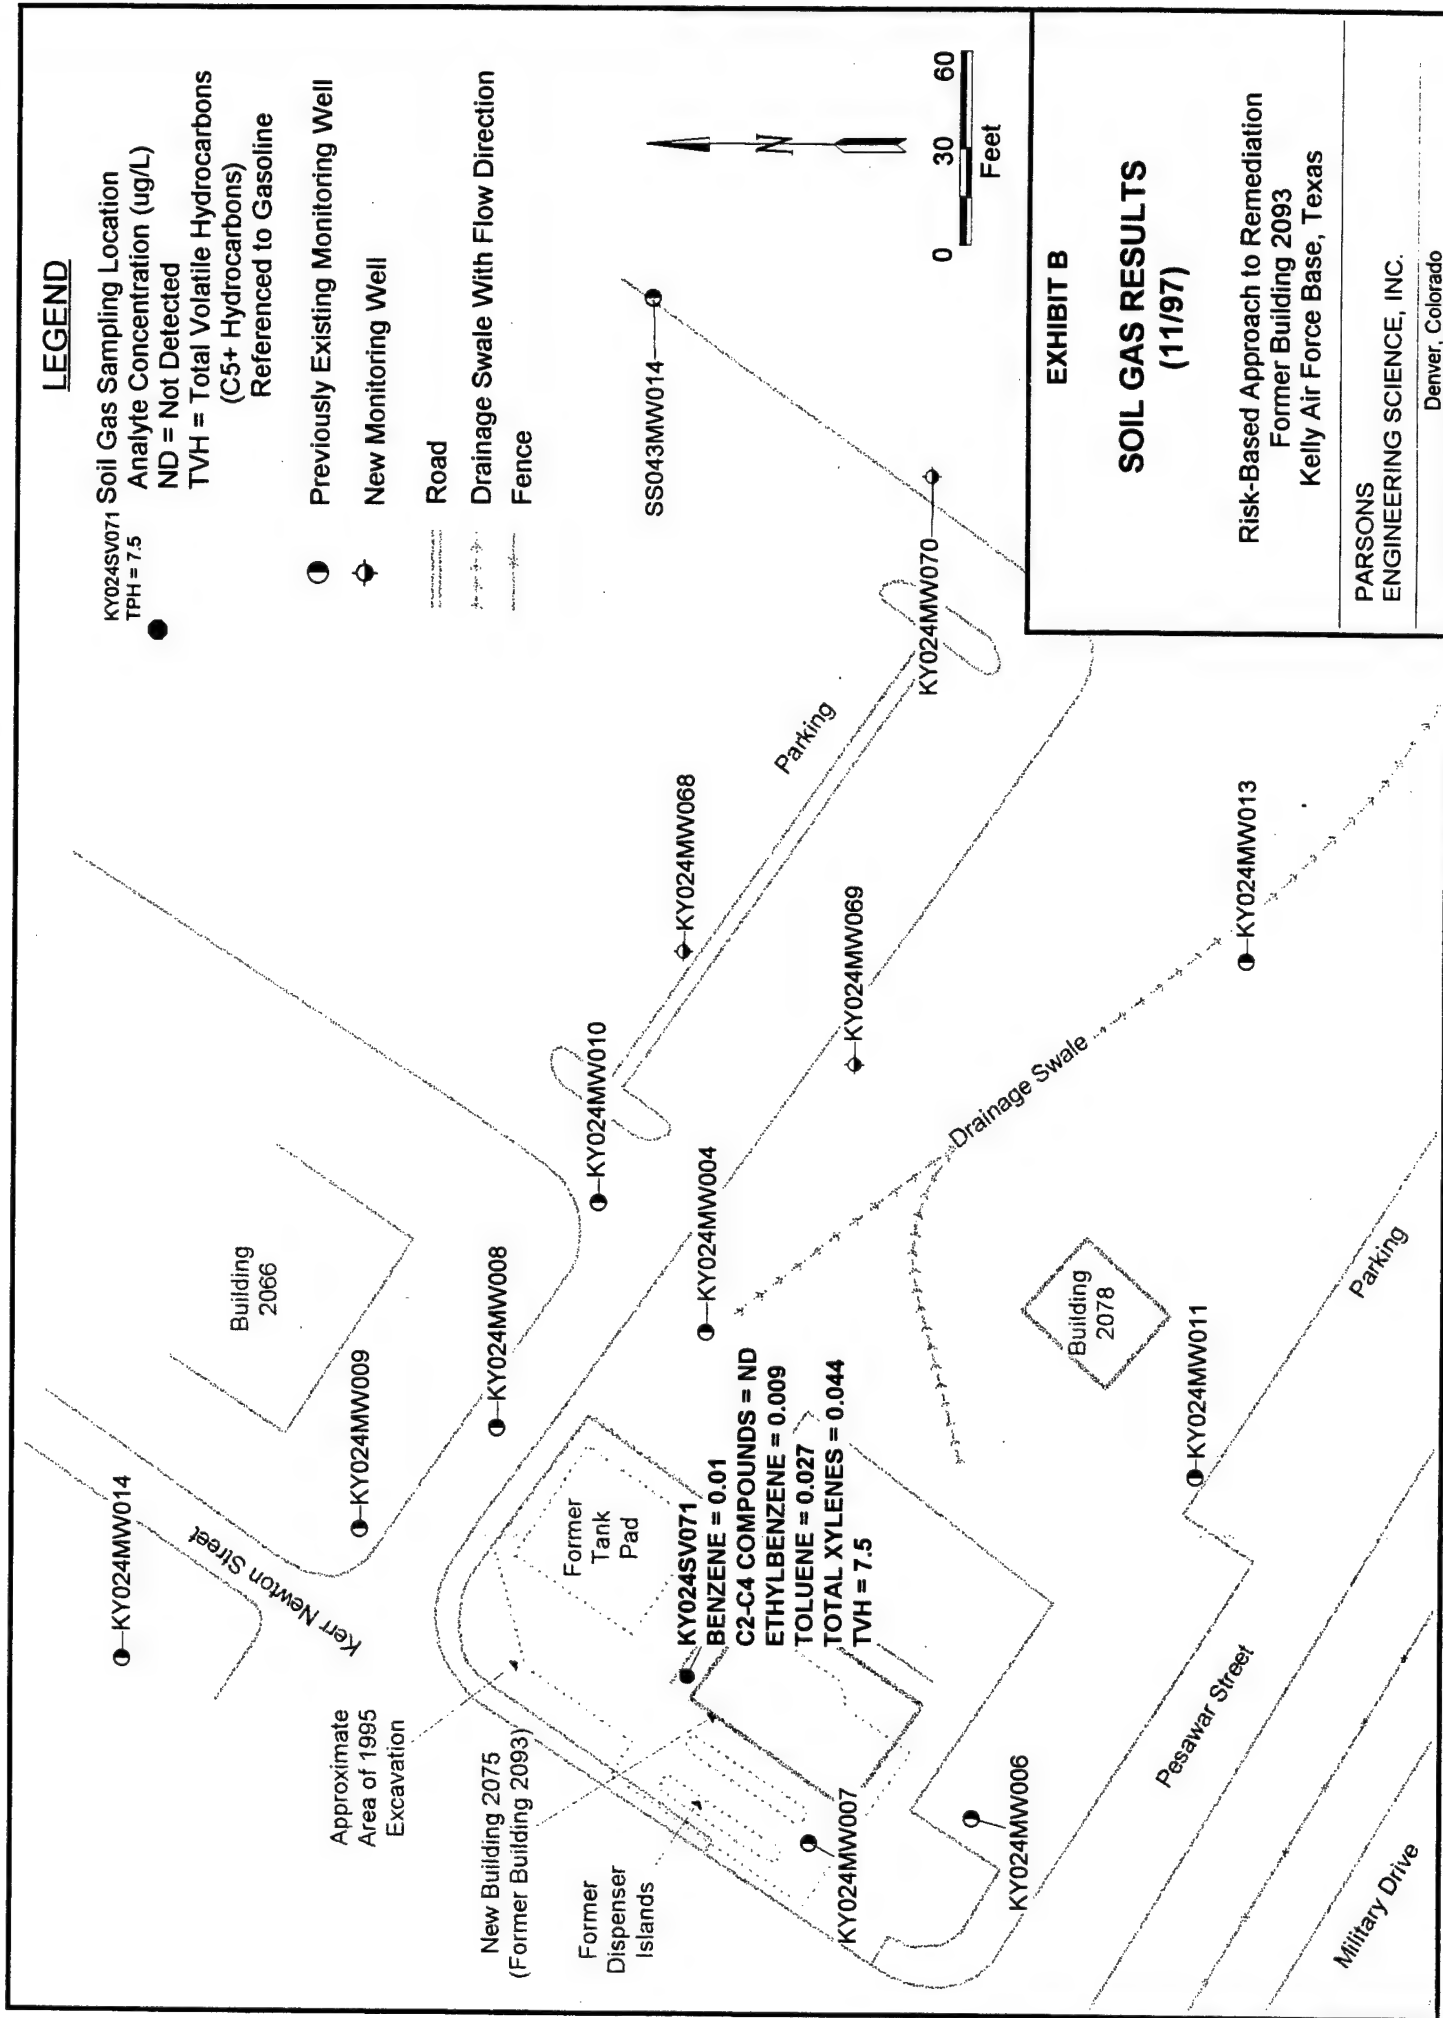 LEGEND
KY024SV071 Soil Gas Sampling Location
TPH = 7.5
Analyte Concentration (ug/L)
ND = Not Detected
TVH = Total Volatile Hydrocarbons
(C5+ Hydrocarbons)
Referenced to Gasoline
Previously Existing Monitoring Well
New Monitoring Well
Road
Drainage Swale With Flow Direction
Fence
N
0 30 60
Feet
KY024MW014
Kerr Newton Street
KY024MW009
Building
2066
KY024MW008
KY024MW010
KY024MW068
SS043MW014
Approximate
Area of 1995
Excavation
New Building 2075
(Former Building 2093)
Former
Dispenser
Islands
Former
Tank
Pad
KY024SV071
BENZENE = 0.01
C2-C4 COMPOUNDS = ND
ETHYLBENZENE = 0.009
TOLUENE = 0.027
TOTAL XYLENES = 0.044
TVH = 7.5
KY024MW004
Parking
KY024MW070
KY024MW069
KY024MW007
KY024MW006
Drainage Swale
Building
2078
KY024MW011
KY024MW013
Parking
Pesawar Street
Military Drive
EXHIBIT B
SOIL GAS RESULTS
(11/97)
Risk-Based Approach to Remediation
Former Building 2093
Kelly Air Force Base, Texas
PARSONS
ENGINEERING SCIENCE, INC.
Denver, Colorado